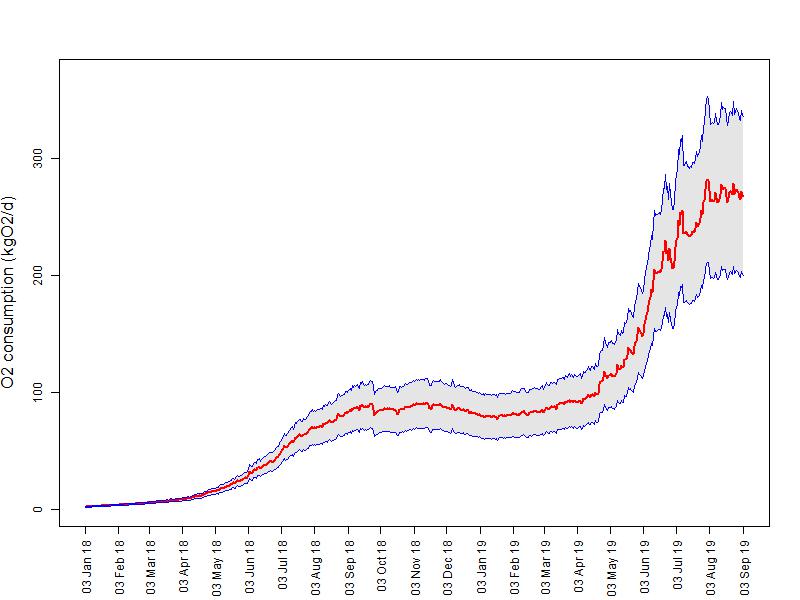 O2 consumption (kgO2/d)
300
200
100
0
03 Jan 18
03 Feb 18
03 Mar 18
03 Apr 18
03 May 18
03 Jun 18
03 Jul 18
03 Aug 18
03 Sep 18
03 Oct 18
03 Nov 18
03 Dec 18
03 Jan 19
03 Feb 19
03 Mar 19
03 Apr 19
03 May 19
03 Jun 19
03 Jul 19
03 Aug 19
03 Sep 19